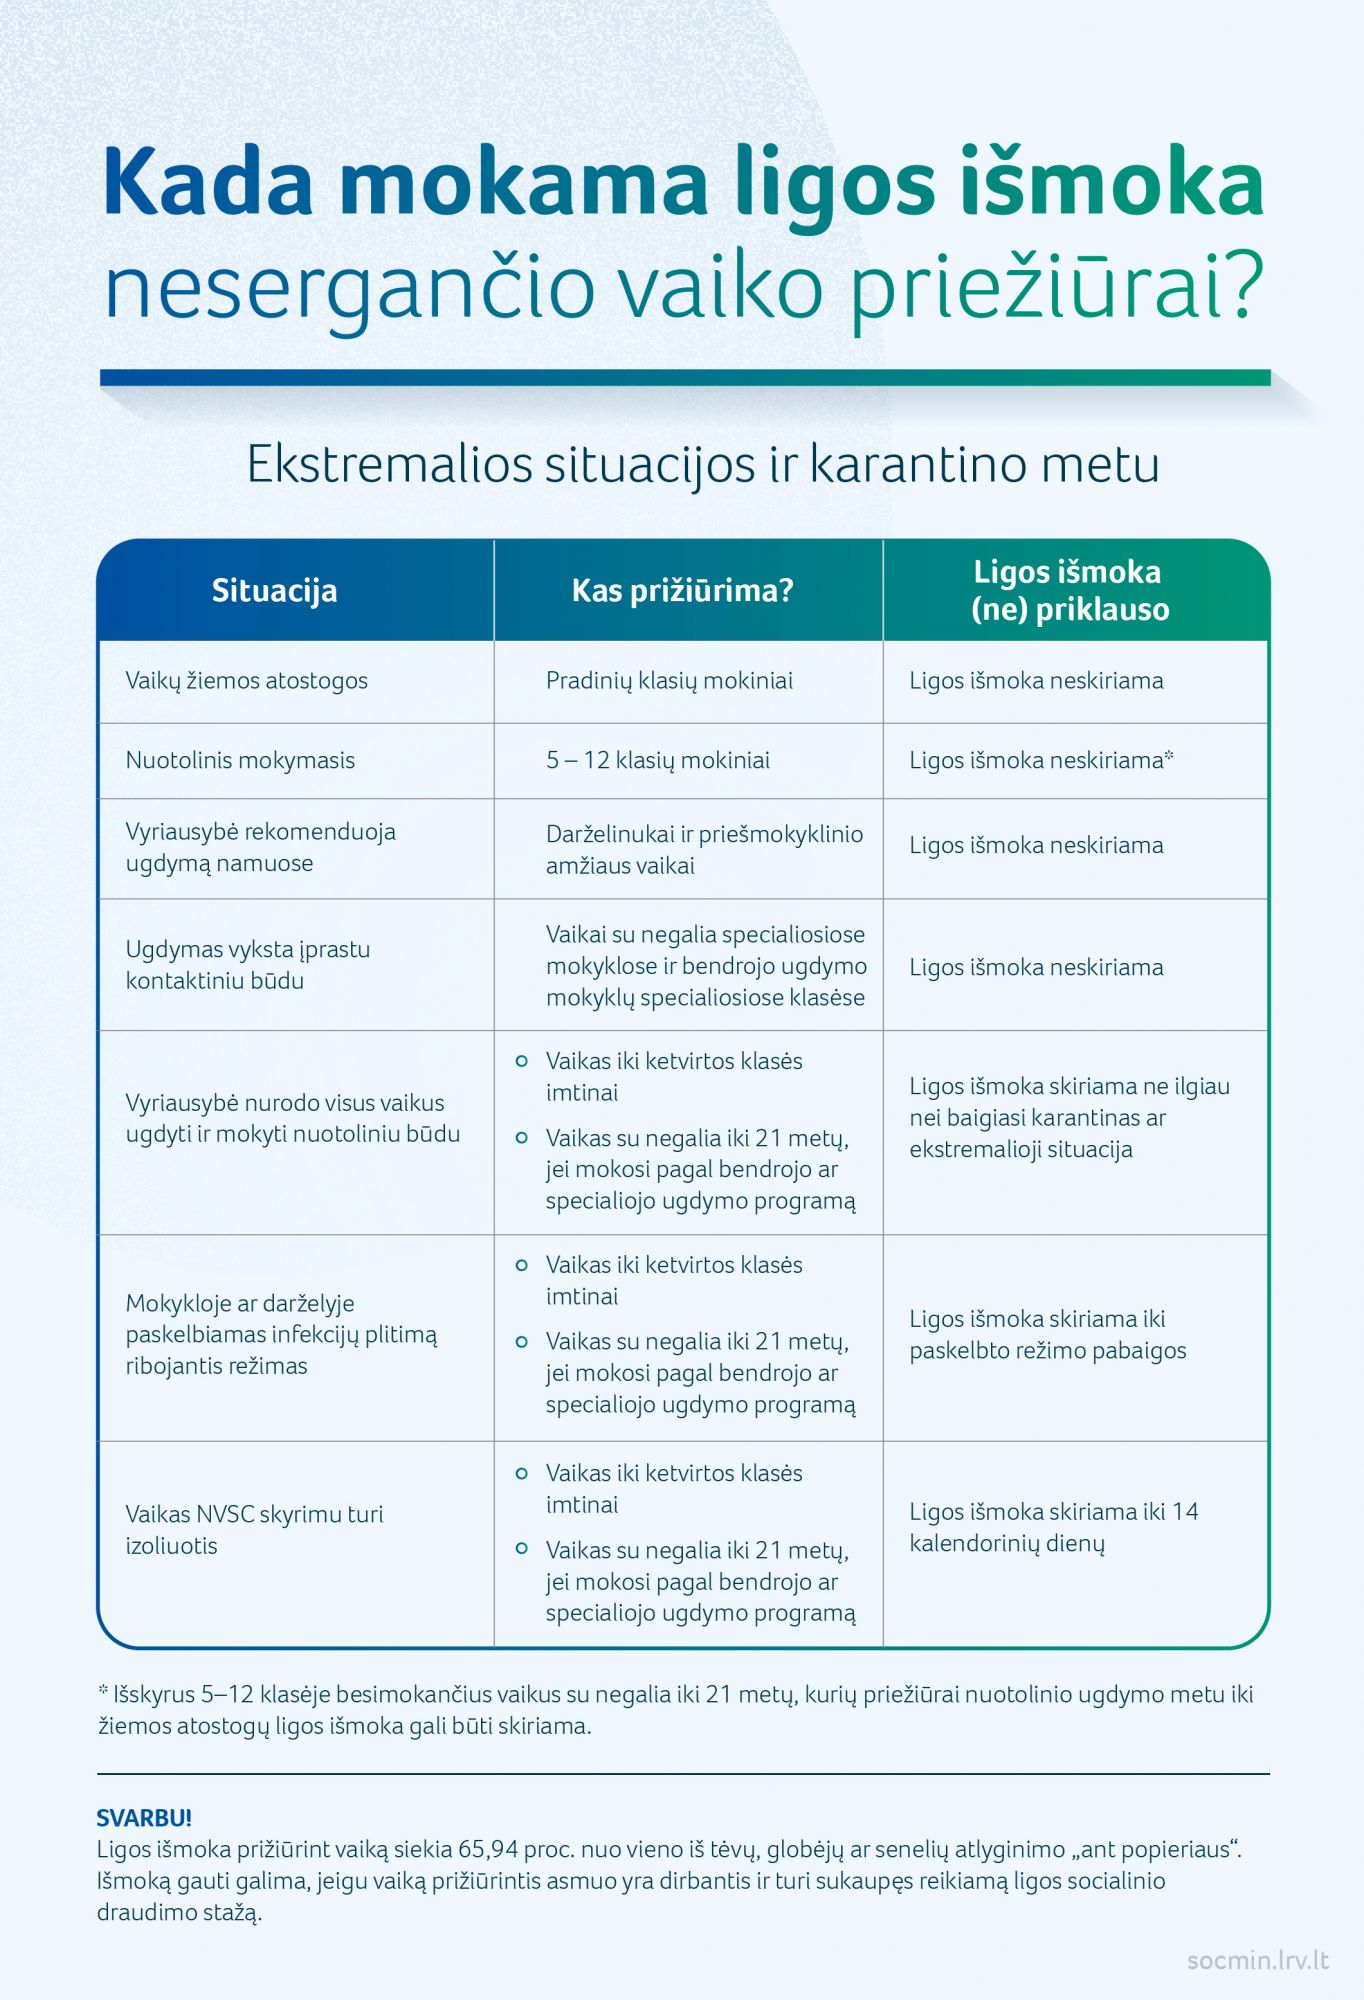 Kada mokama ligos išmoka
nesergančio vaiko priežiūrai?
Ekstremalios situacijos ir karantino metu
Situacija
Kas prižiūrima?
Ligos išmoka
(ne) priklauso
Vaikų žiemos atostogos
Pradinių klasių mokiniai
Ligos išmoka neskiriama
Nuotolinis mokymasis
5 – 12 klasių mokiniai
Ligos išmoka neskiriama*
Vyriausybė rekomenduoja
ugdymą namuose
Darželinukai ir priešmokyklinio
amžiaus vaikai
Ligos išmoka neskiriama
Ugdymas vyksta įprastu
kontaktiniu būdu
Vaikai su negalia specialiosiose
mokyklose ir bendrojo ugdymo
mokyklų specialiosiose klasėse
Ligos išmoka neskiriama
Vyriausybė nurodo visus vaikus
ugdyti ir mokyti nuotoliniu būdu
Vaikas iki ketvirtos klasės
imtinai
Vaikas su negalia iki 21 metų,
jei mokosi pagal bendrojo ar
specialiojo ugdymo programą
Ligos išmoka skiriama ne ilgiau
nei baigiasi karantinas ar
ekstremalioji situacija
Mokykloje ar darželyje
paskelbiamas infekcijų plitimą
ribojantis režimas
Vaikas iki ketvirtos klasės
imtinai
Vaikas su negalia iki 21 metų,
jei mokosi pagal bendrojo ar
specialiojo ugdymo programą
Ligos išmoka skiriama iki
paskelbto režimo pabaigos
Vaikas NVSC skyrimu turi
izoliuotis
Vaikas iki ketvirtos klasės
imtinai
Vaikas su negalia iki 21 metų,
jei mokosi pagal bendrojo ar
specialiojo ugdymo programą
Ligos išmoka skiriama iki 14
kalendorinių dienų
* Išskyrus 5–12 klasėje besimokančius vaikus su negalia iki 21 metų, kurių priežiūrai nuotolinio ugdymo metu iki
žiemos atostogų ligos išmoka gali būti skiriama.
SVARBU!
Ligos išmoka prižiūrint vaiką siekia 65,94 proc. nuo vieno iš tėvų, globėjų ar senelių atlyginimo „ant popieriaus“.
Išmoką gauti galima, jeigu vaiką prižiūrintis asmuo yra dirbantis ir turi sukaupęs reikiamą ligos socialinio
draudimo stažą.
socmin.lrv.lt